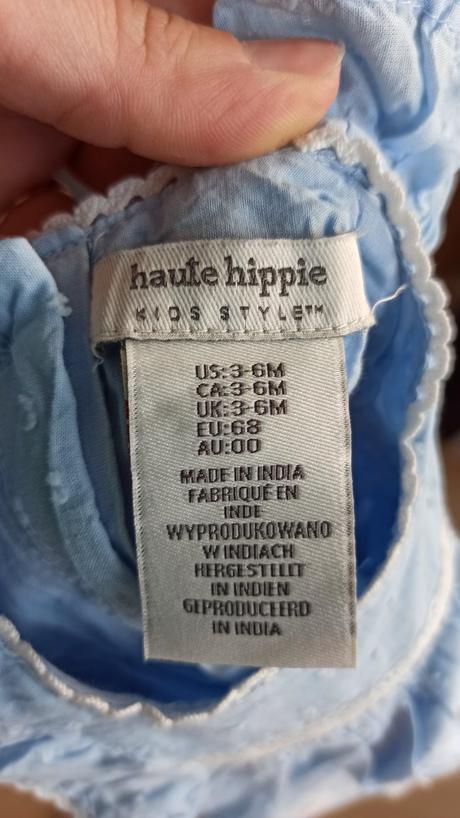 haute hippie
KIDS STYLE™
US:3-6M
CA:3-6M
UK:3-6M
EU:68
AU:00
MADE IN INDIA
FABRIQUÉ EN
INDE
WYPRODUKOWANO
W INDIACH
HERGESTELLT
IN INDIEN
GEPRODUCEERD
IN INDIA